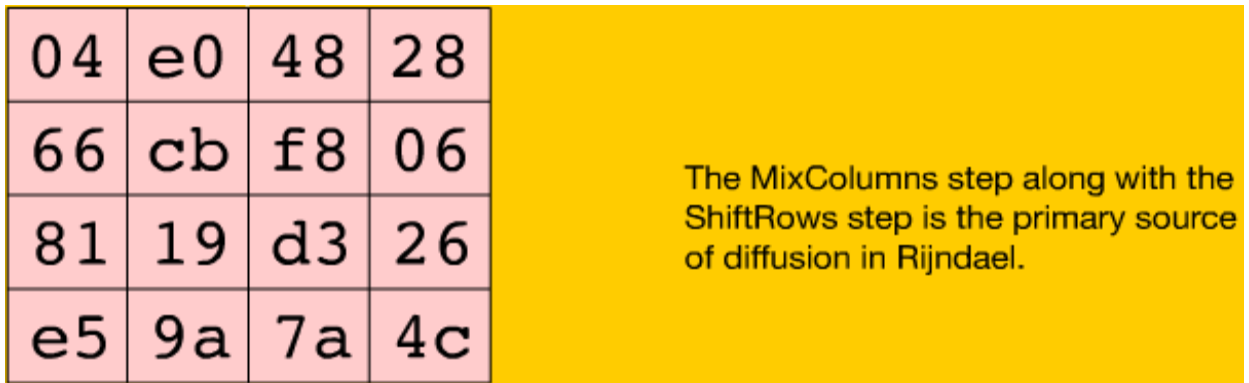 04 e0 48 28
66 cb f8 06
81 19 d3 26
e5 9a 7a 4c
The MixColumns step along with the
ShiftRows step is the primary source
of diffusion in Rijndael.